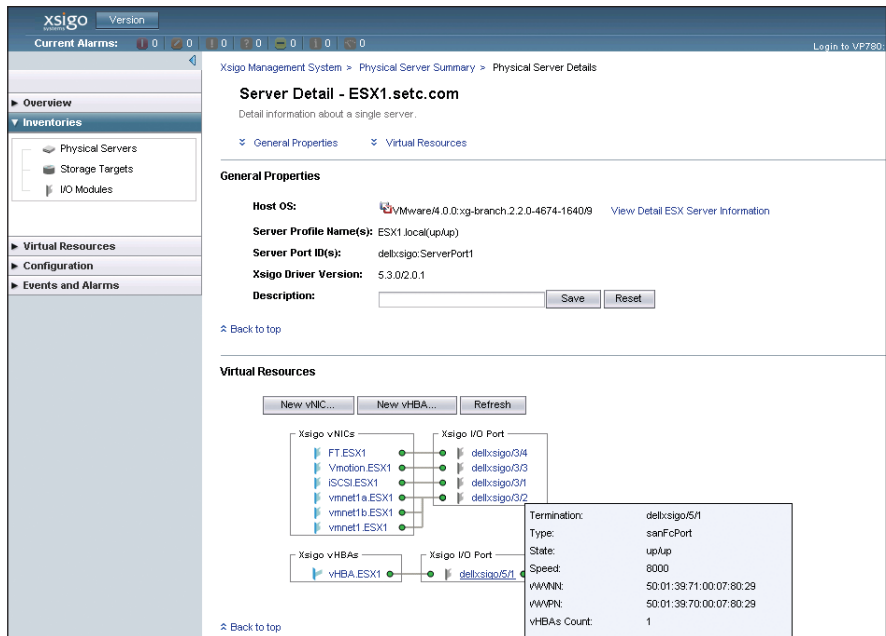 xsigo
systems
Version
Current Alarms: 0 0 0 0 0 0 0
Login to VP780:
Xsigo Management System > Physical Server Summary > Physical Server Details
Overview
Inventories
Physical Servers
Storage Targets
I/O Modules
Virtual Resources
Configuration
Events and Alarms
Server Detail - ESX1.setc.com
Detail information about a single server.
General Properties Virtual Resources
General Properties
Host OS: VMware/4.0.0:xg-branch.2.2.0-4674-1640/9 View Detail ESX Server Information
Server Profile Name(s): ESX1.local(up/up)
Server Port ID(s): dellxsigo:ServerPort1
Xsigo Driver Version: 5.3.0/2.0.1
Description: Save Reset
Back to top
Virtual Resources
New vNIC... New vHBA... Refresh
Xsigo vNICs Xsigo I/O Port
FT.ESX1 dellxsigo/3/4
Vmotion.ESX1 dellxsigo/3/3
iSCSI.ESX1 dellxsigo/3/1
vmnet1a.ESX1 dellxsigo/3/2
vmnet1b.ESX1
vmnet1.ESX1
Xsigo vHBAs Xsigo I/O Port
vHBA.ESX1 dellxsigo/5/1
Termination: dellxsigo/5/1
Type: sanFcPort
State: up/up
Speed: 8000
WWNN: 50:01:39:71:00:07:80:29
WWPN: 50:01:39:70:00:07:80:29
vHBAs Count: 1
Back to top